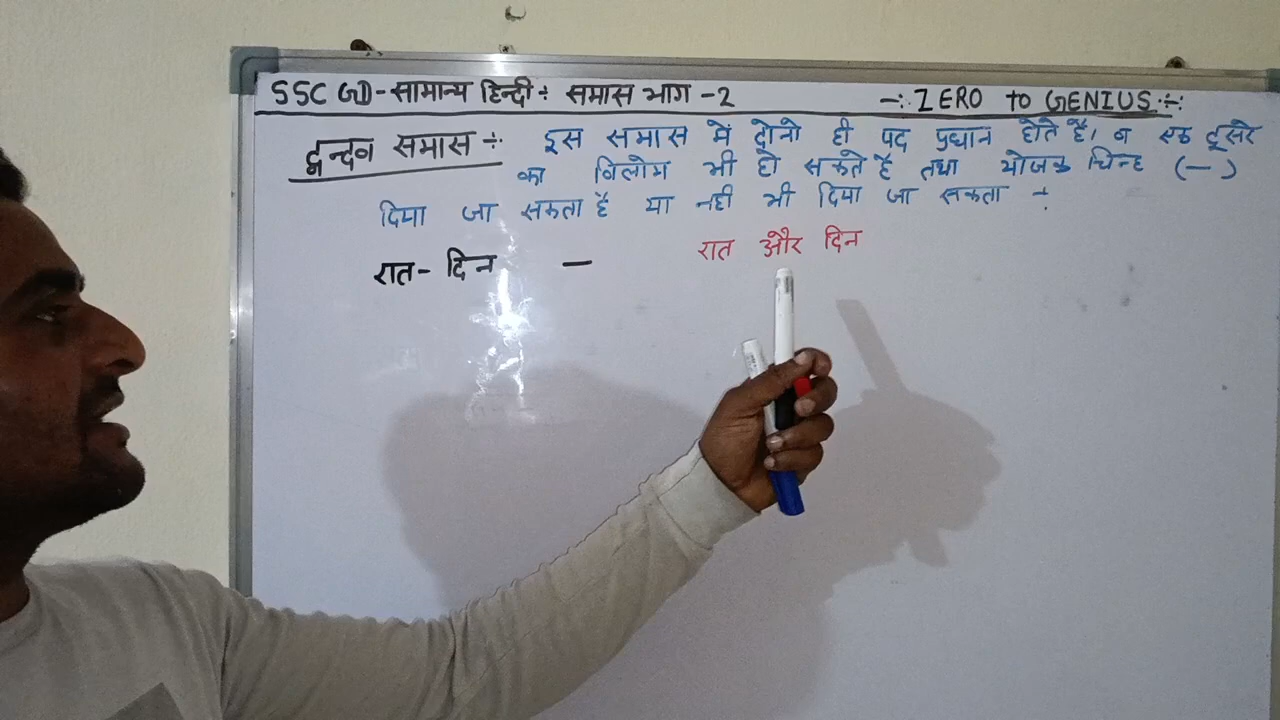 SSC GD-सामान्य हिन्दी ÷ समास भाग -2 -: ZERO to GENIUS :-
द्वन्दव समास ÷ इस समास में दोनो ही पद प्रधान होते है। व एक दूसरे
का विलोम भी हो सकते है तथा योजक चिन्ह (-)
दिया जा सकता है या नही भी दिया जा सकता ÷
रात- दिन - रात और दिन